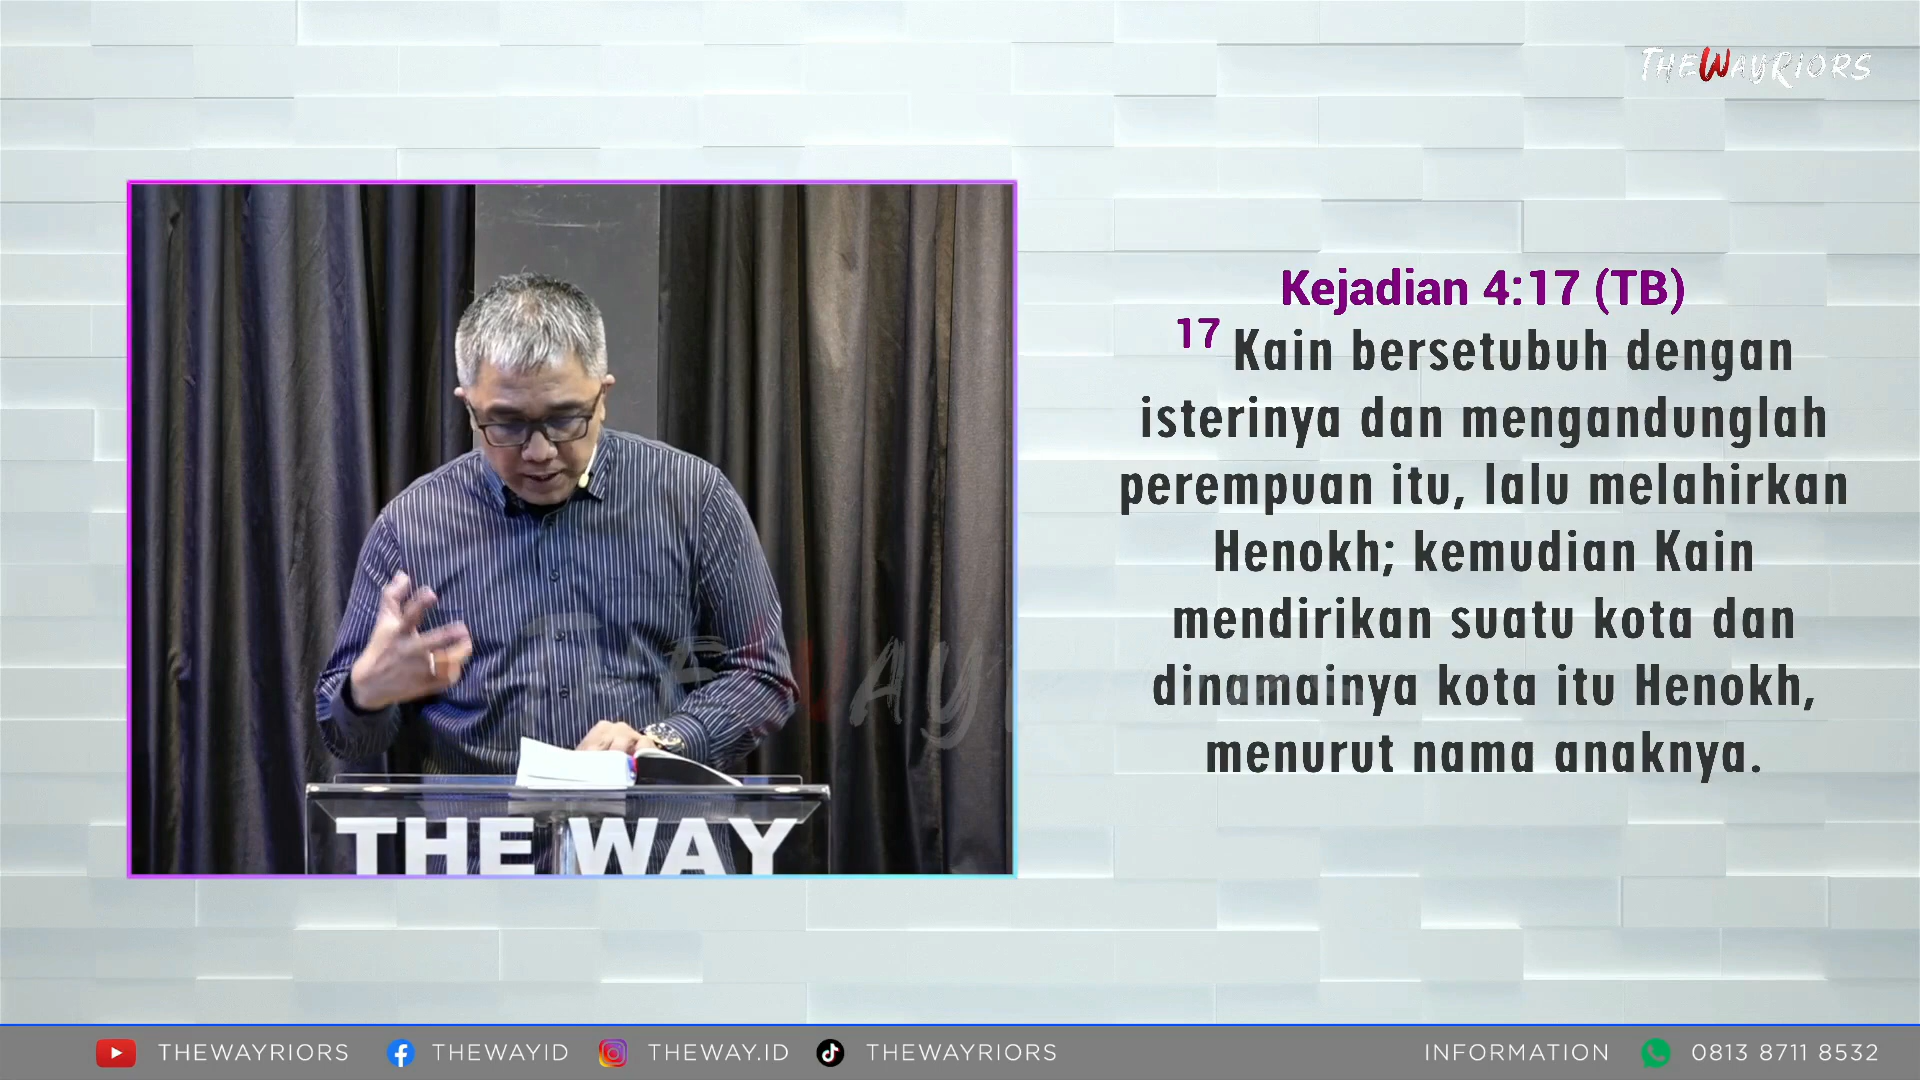 THEWAYRIORS
Kejadian 4:17 (TB)
17 Kain bersetubuh dengan
isterinya dan mengandunglah
perempuan itu, lalu melahirkan
Henokh; kemudian Kain
mendirikan suatu kota dan
dinamainya kota itu Henokh,
menurut nama anaknya.
THEWAY
THE WAY
THEWAYRIORS THEWAYID THEWAY.ID THEWAYRIORS INFORMATION 0813 8711 8532